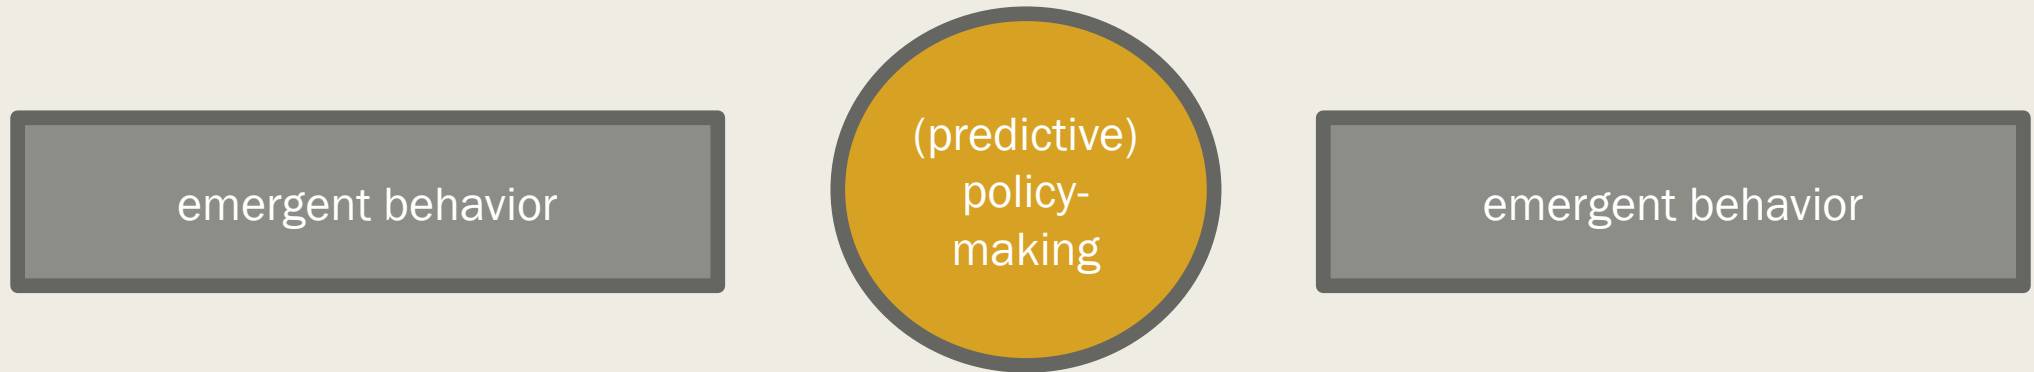 emergent behavior
(predictive)
policy-
making
emergent behavior